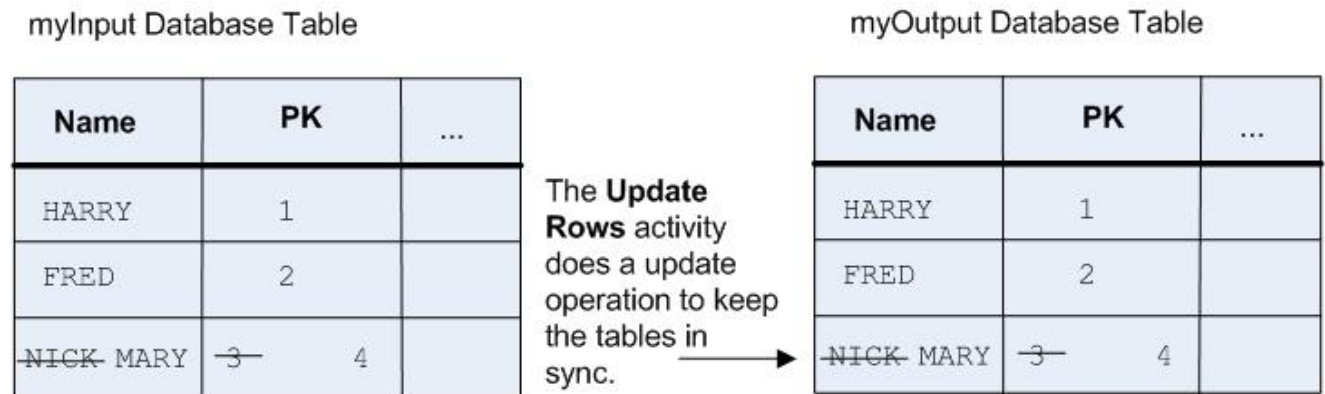 myInput Database Table
myOutput Database Table
Name PK ...
HARRY 1
FRED 2
NICK MARY 3 4
The Update
Rows activity
does a update
operation to keep
the tables in
sync.
Name PK ...
HARRY 1
FRED 2
NICK MARY 3 4